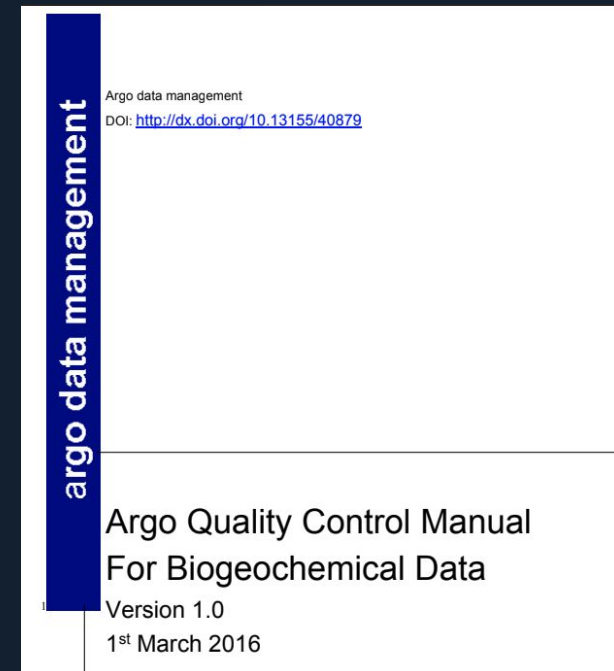 argo data management
Argo data management
DOI: http://dx.doi.org/10.13155/40879
Argo Quality Control Manual
For Biogeochemical Data
1
Version 1.0
1st March 2016